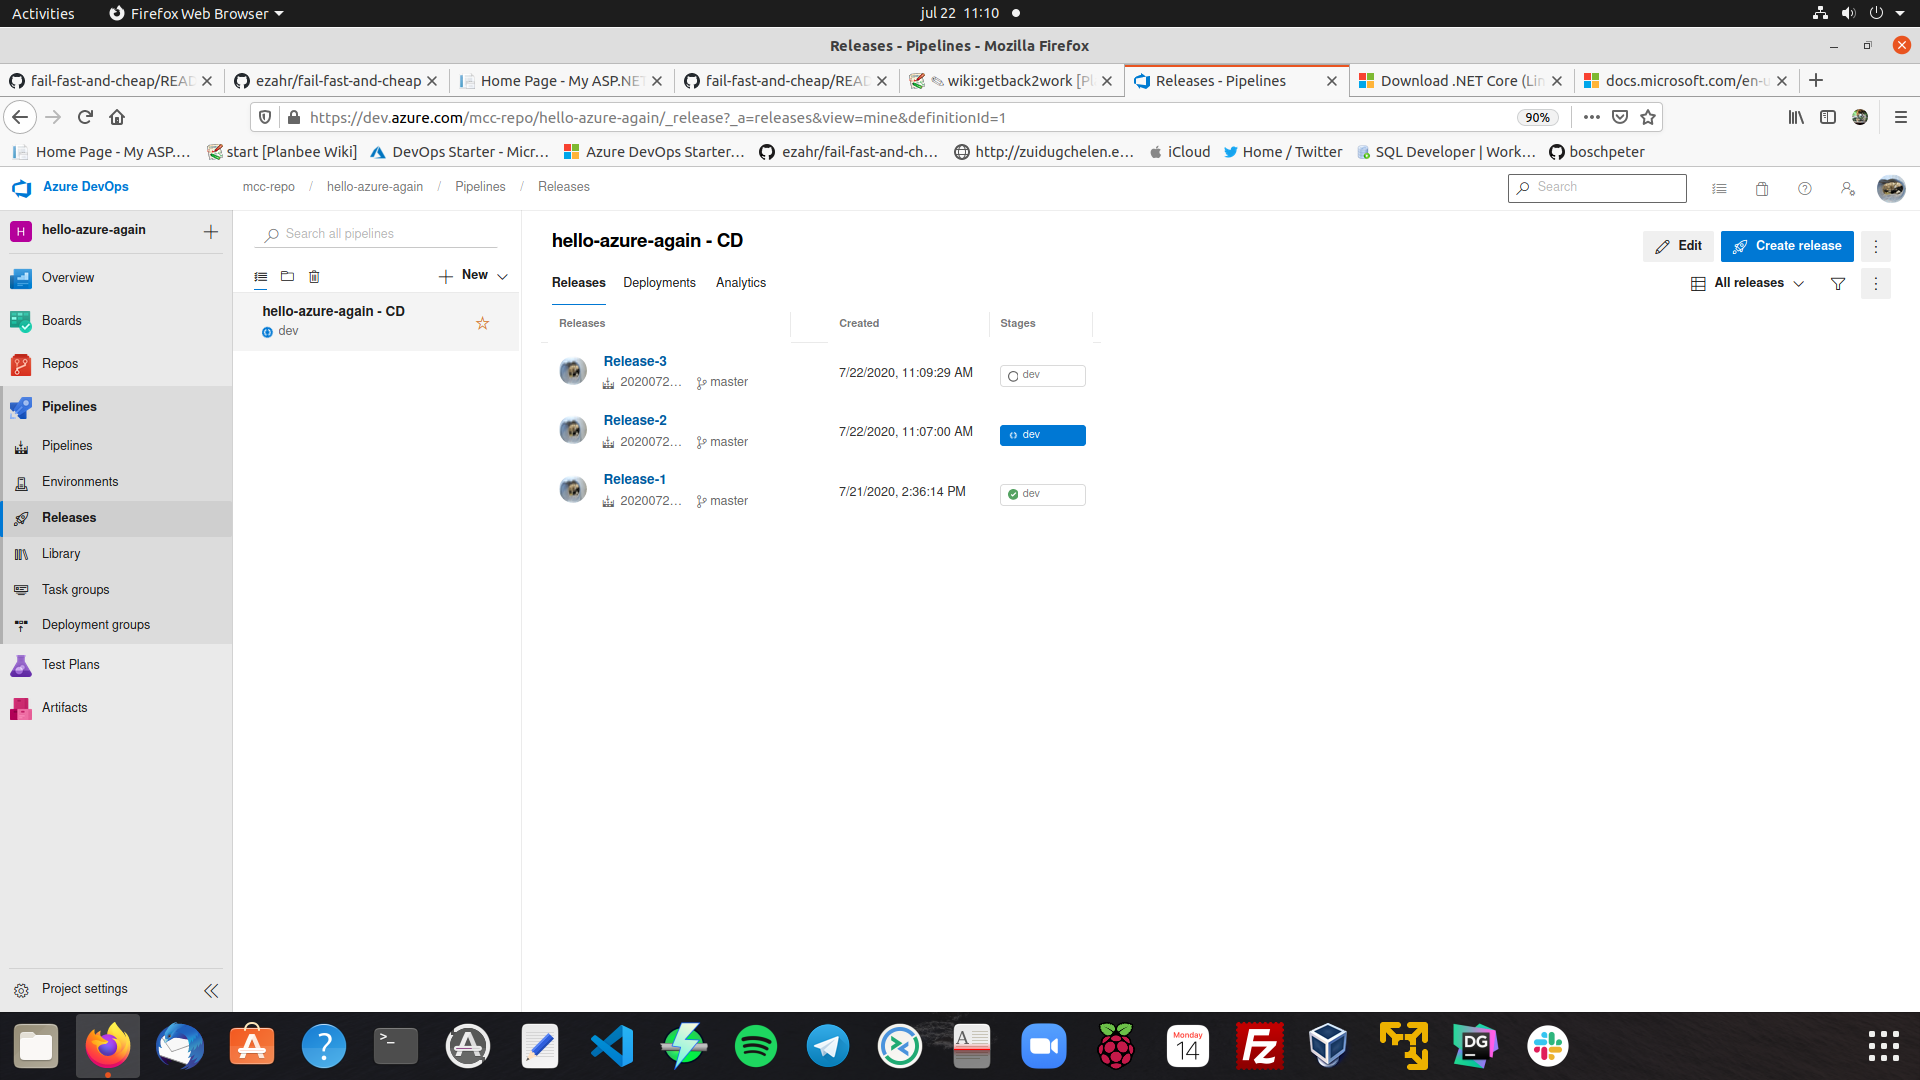 Activities
Firefox Web Browser
jul 22 11:10
Releases - Pipelines - Mozilla Firefox
fail-fast-and-cheap/READ
ezahr/fail-fast-and-cheap
Home Page - My ASP.NET
fail-fast-and-cheap/READ
wiki:getback2work [Pl
Releases - Pipelines
Download .NET Core (Lin
docs.microsoft.com/en-u
https://dev.azure.com/mcc-repo/hello-azure-again/_release?_a=releases&view=mine&definitionId=1
90%
Home Page - My ASP....
start [Planbee Wiki]
DevOps Starter - Micr...
Azure DevOps Starter...
ezahr/fail-fast-and-ch...
http://zuidugchelen.e...
iCloud
Home / Twitter
SQL Developer | Work...
boschpeter
Azure DevOps
mcc-repo / hello-azure-again / Pipelines / Releases
Search
H
hello-azure-again
Overview
Boards
Repos
Pipelines
Pipelines
Environments
Releases
Library
Task groups
Deployment groups
Test Plans
Artifacts
Project settings
Search all pipelines
New
hello-azure-again - CD
dev
hello-azure-again - CD
Edit
Create release
Releases
Deployments
Analytics
All releases
Releases
Created
Stages
Release-3
2020072...
master
7/22/2020, 11:09:29 AM
dev
Release-2
2020072...
master
7/22/2020, 11:07:00 AM
dev
Release-1
2020072...
master
7/21/2020, 2:36:14 PM
dev
>_
?
A
Monday
14
FZ
DG